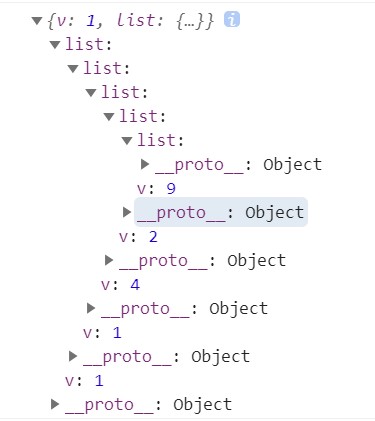 ▼{v: 1, list: {…}} i
▼list:
▼list:
▼list:
▼list:
▼list:
▶__proto__: Object
v: 9
▶__proto__: Object
v: 2
▶__proto__: Object
v: 4
▶__proto__: Object
v: 1
▶__proto__: Object
v: 1
▶__proto__: Object